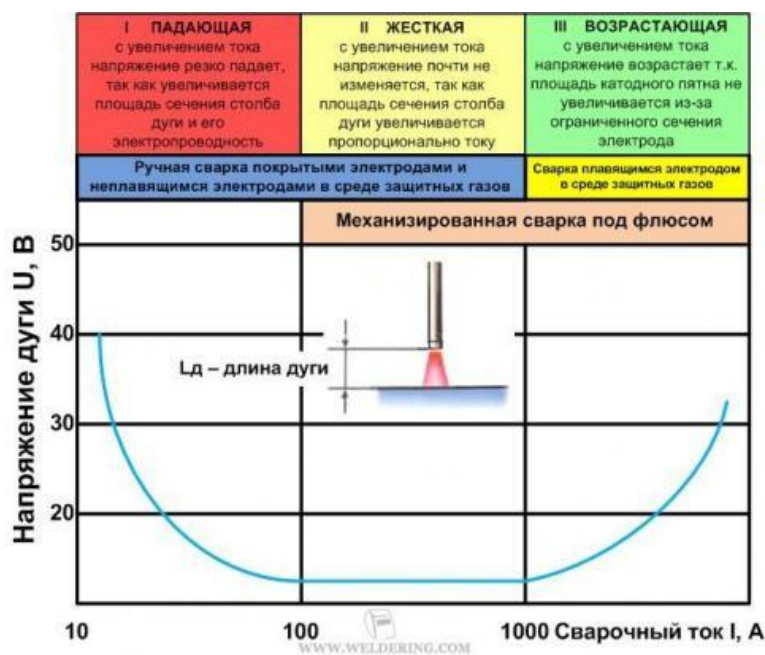 I ПАДАЮЩАЯ
с увеличением тока
напряжение резко падает,
так как увеличивается
площадь сечения столба
дуги и его
электропроводность
II ЖЕСТКАЯ
с увеличением тока
напряжение почти не
изменяется, так как
площадь сечения столба
дуги увеличивается
пропорционально току
III ВОЗРАСТАЮЩАЯ
с увеличением тока
напряжение возрастает т.к.
площадь катодного пятна не
увеличивается из-за
ограниченного сечения
электрода
Ручная сварка покрытыми электродами и
неплавящимся электродами в среде защитных газов
Сварка плавящимся электродом
в среде защитных газов
Механизированная сварка под флюсом
Напряжение дуги U, В
50
40
30
20
Lд – длина дуги
10
100
1000
Сварочный ток I, А
WWW.WELDERING.COM